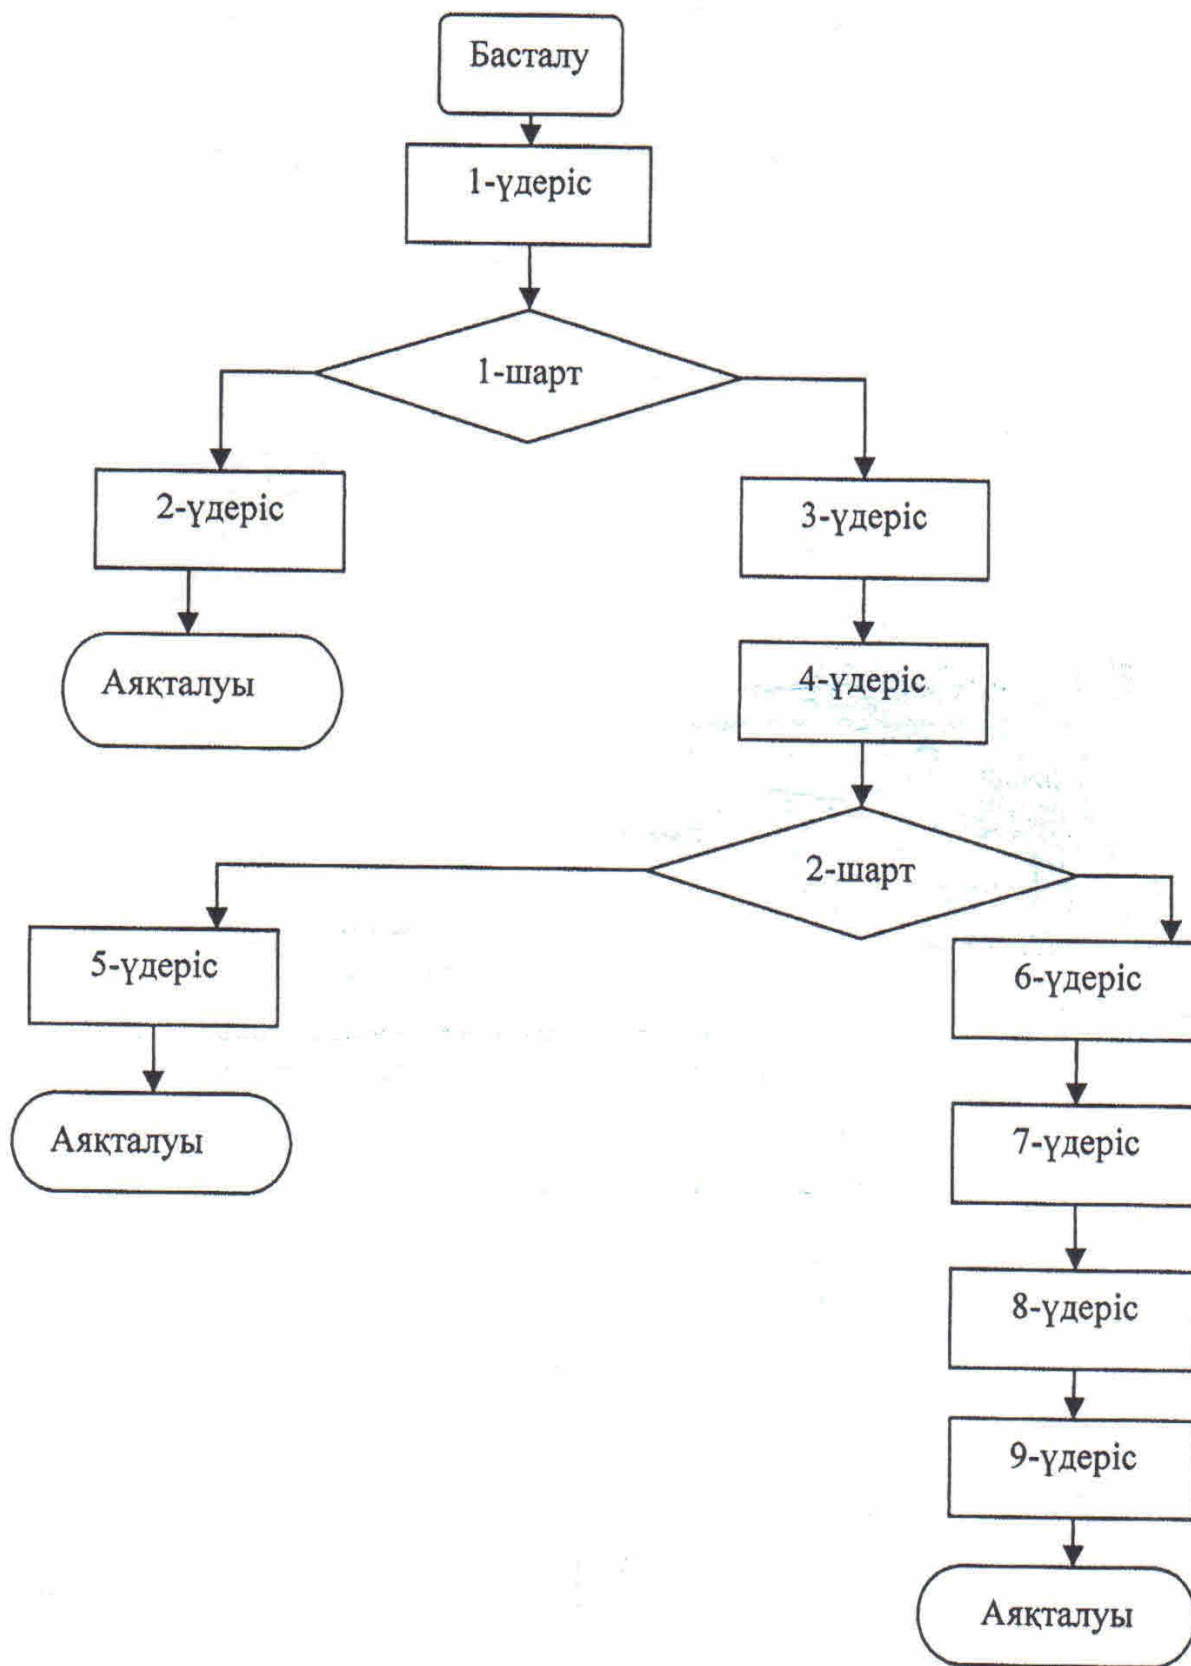 Басталу
1-үдеріс
1-шарт
2-үдеріс
3-үдеріс
Аяқталуы
4-үдеріс
2-шарт
5-үдеріс
6-үдеріс
Аяқталуы
7-үдеріс
8-үдеріс
9-үдеріс
Аяқталуы